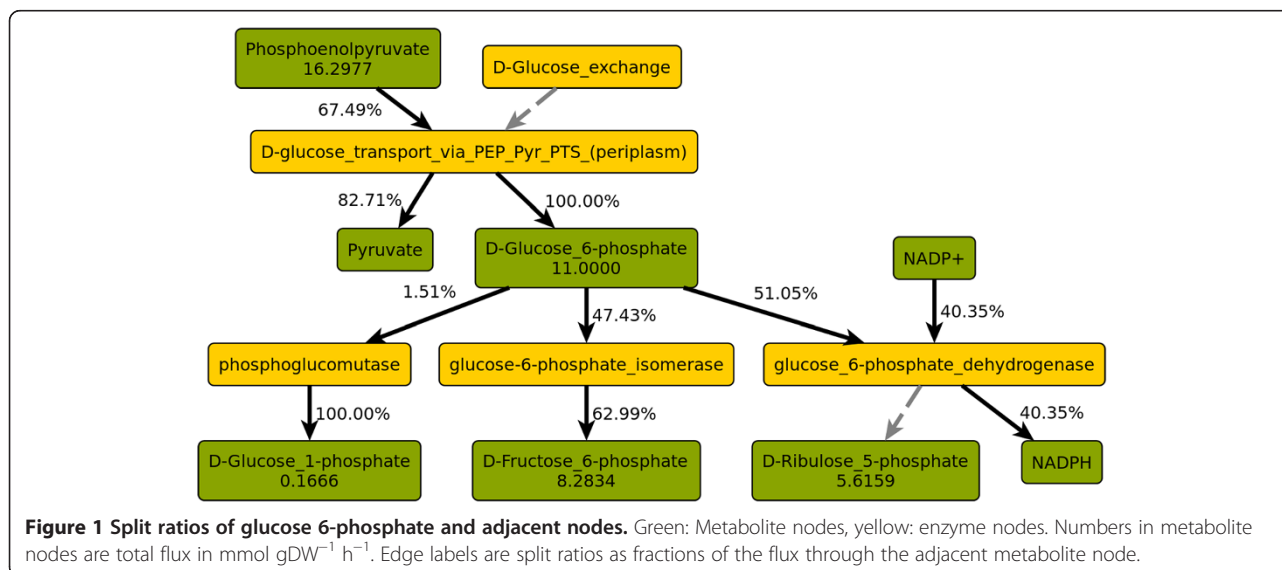 Phosphoenolpyruvate
16.2977
D-Glucose_exchange
67.49%
D-glucose_transport_via_PEP_Pyr_PTS_(periplasm)
82.71%
100.00%
Pyruvate
D-Glucose_6-phosphate
11.0000
NADP+
1.51%
47.43%
51.05%
40.35%
phosphoglucomutase
glucose-6-phosphate_isomerase
glucose_6-phosphate_dehydrogenase
100.00%
62.99%
40.35%
D-Glucose_1-phosphate
0.1666
D-Fructose_6-phosphate
8.2834
D-Ribulose_5-phosphate
5.6159
NADPH
Figure 1 Split ratios of glucose 6-phosphate and adjacent nodes. Green: Metabolite nodes, yellow: enzyme nodes. Numbers in metabolite
nodes are total flux in mmol gDW⁻¹ h⁻¹. Edge labels are split ratios as fractions of the flux through the adjacent metabolite node.